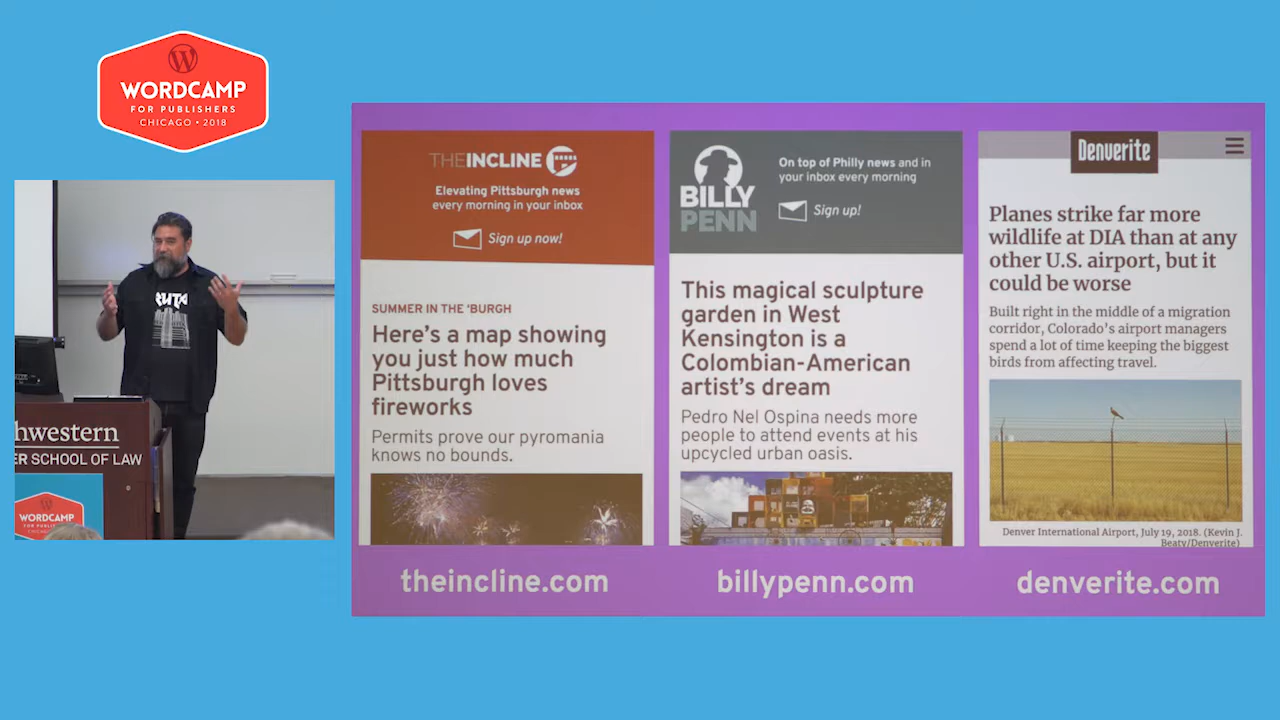 WORDCAMP
FOR PUBLISHERS
CHICAGO • 2018
THEINCLINE
Elevating Pittsburgh news
every morning in your inbox
Sign up now!
SUMMER IN THE ‘BURGH
Here’s a map showing
you just how much
Pittsburgh loves
fireworks
Permits prove our pyromania
knows no bounds.
theincline.com
BILLY
PENN
On top of Philly news and in
your inbox every morning
Sign up!
This magical sculpture
garden in West
Kensington is a
Colombian-American
artist’s dream
Pedro Nel Ospina needs more
people to attend events at his
upcycled urban oasis.
billypenn.com
Denverite
Planes strike far more
wildlife at DIA than at any
other U.S. airport, but it
could be worse
Built right in the middle of a migration
corridor, Colorado’s airport managers
spend a lot of time keeping the biggest
birds from affecting travel.
Denver International Airport, July 19, 2018. (Kevin J.
Beaty/Denverite)
denverite.com
hwestern
ER SCHOOL OF LAW
WORDCAMP